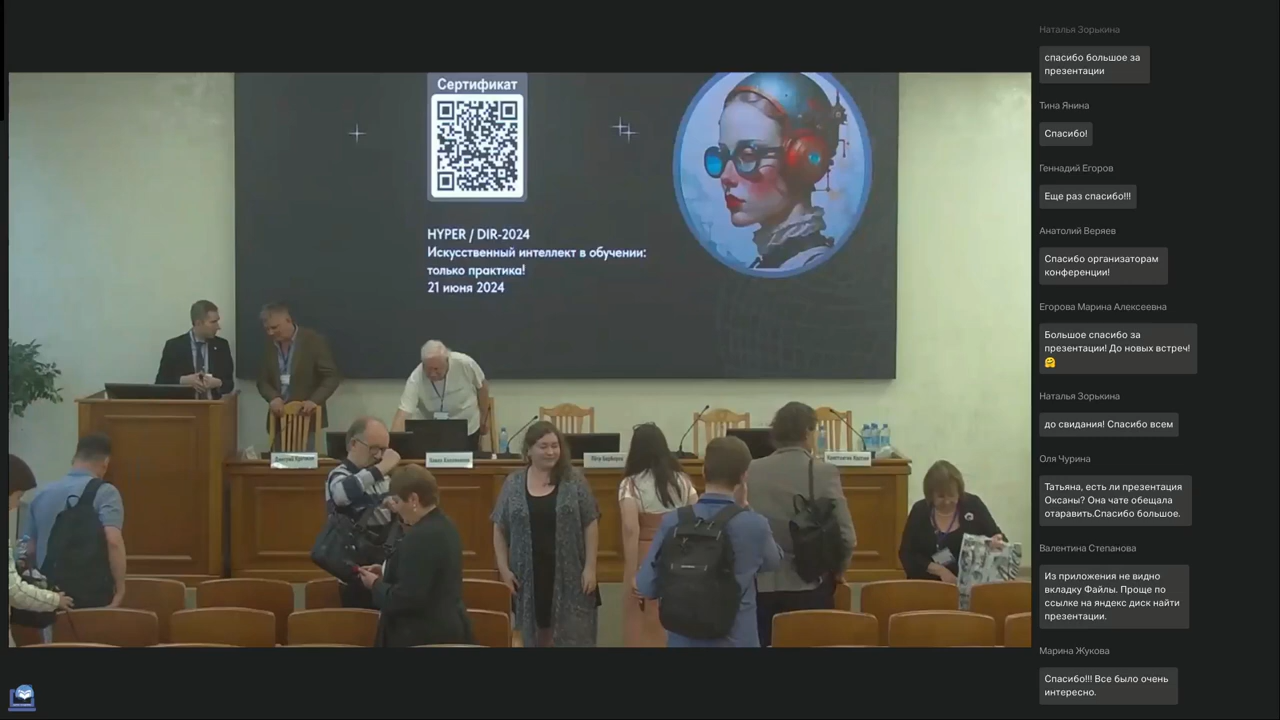 Сертификат
HYPER / DIR-2024
Искусственный интеллект в обучении:
только практика!
21 июня 2024
Наталья Зорькина
спасибо большое за
презентации
Тина Янина
Спасибо!
Геннадий Егоров
Еще раз спасибо!!!
Анатолий Веряев
Спасибо организаторам
конференции!
Егорова Марина Алексеевна
Большое спасибо за
презентации! До новых встреч!
🤗
Наталья Зорькина
до свидания! Спасибо всем
Оля Чурина
Татьяна, есть ли презентация
Оксаны? Она чате обещала
отаравить.Спасибо большое.
Валентина Степанова
Из приложения не видно
вкладку Файлы. Проще по
ссылке на яндекс диск найти
презентации.
Марина Жукова
Спасибо!!! Все было очень
интересно.